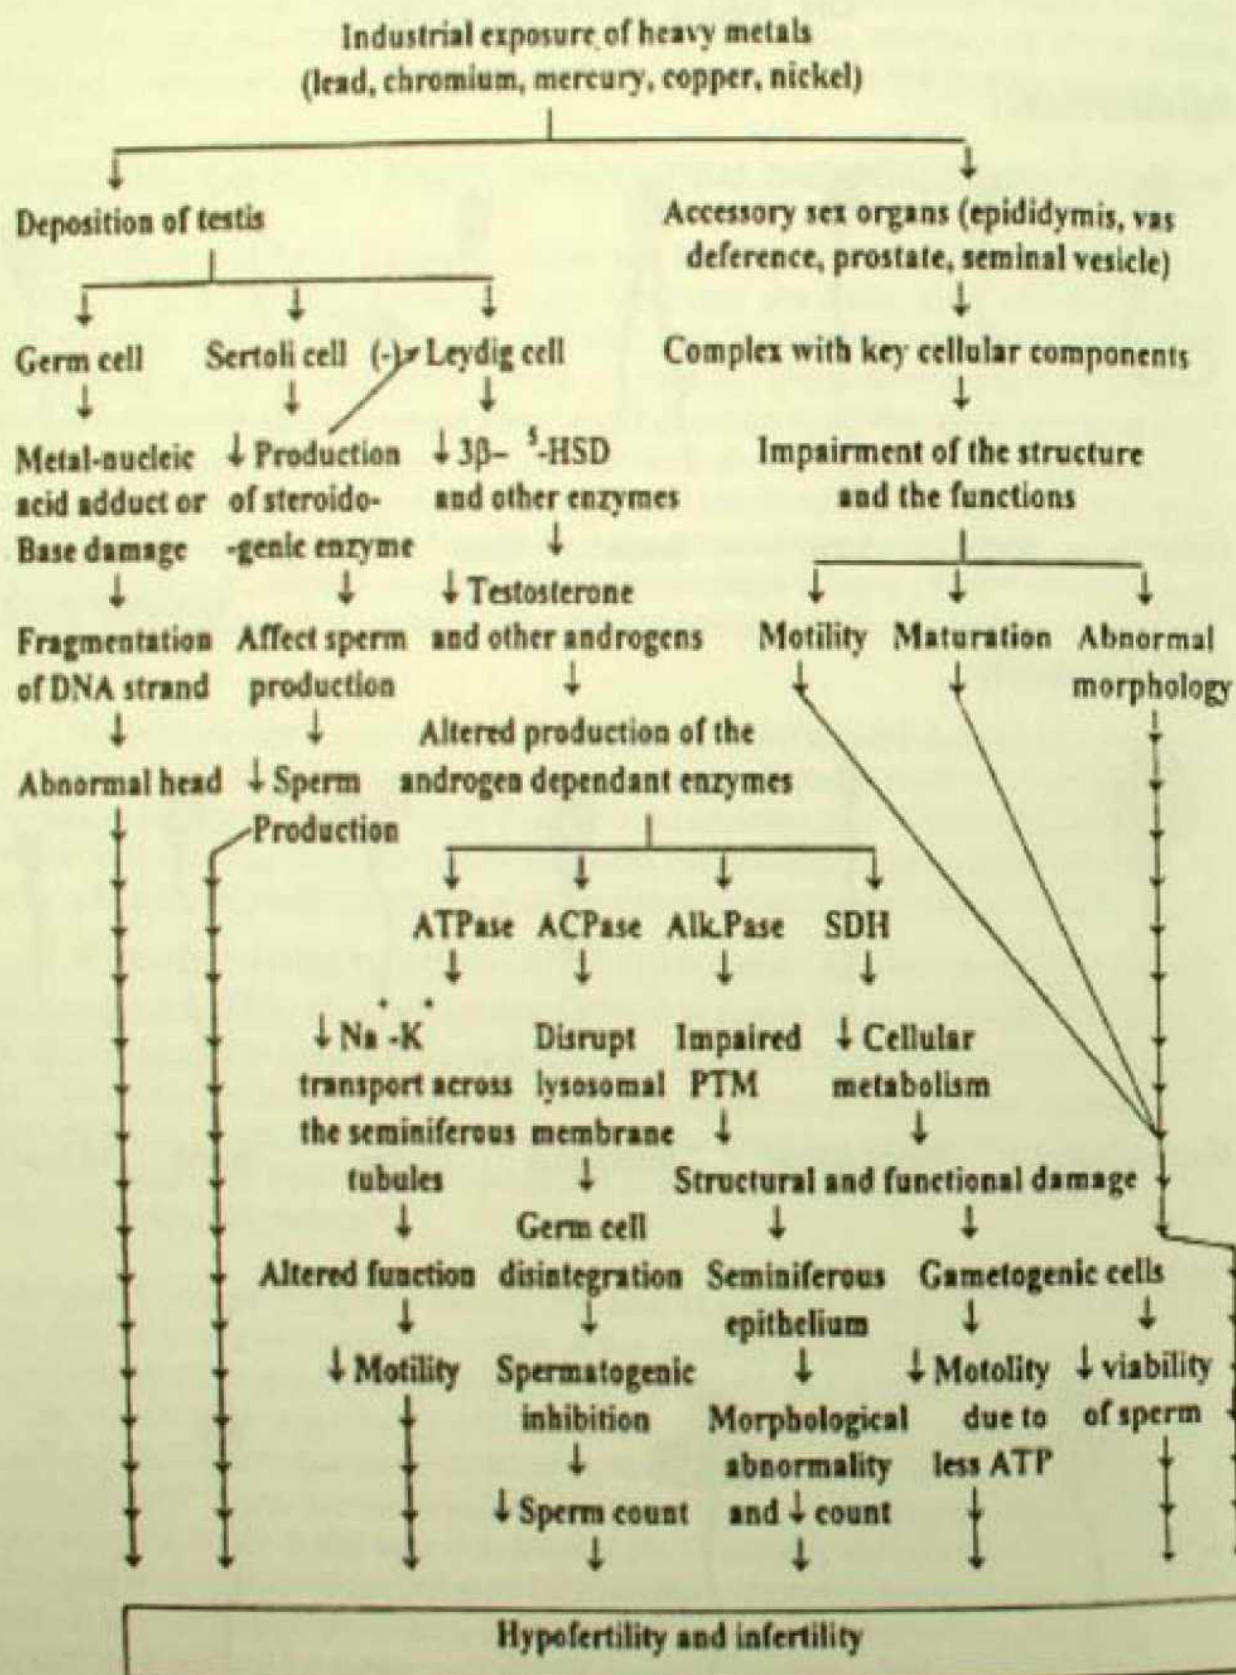 Industrial exposure of heavy metals
(lead, chromium, mercury, copper, nickel)
Deposition of testis
Accessory sex organs (epididymis, vas
deference, prostate, seminal vesicle)
Germ cell
Sertoli cell
(-)
Leydig cell
Complex with key cellular components
Metal-nucleic
acid adduct or
Base damage
↓ Production
of steroido-
-genic enzyme
↓ 3β– ⁵-HSD
and other enzymes
Impairment of the structure
and the functions
↓ Testosterone
and other androgens
Fragmentation
of DNA strand
Affect sperm
production
Motility
Maturation
Abnormal
morphology
Abnormal head
↓ Sperm
Production
Altered production of the
androgen dependant enzymes
ATPase
ACPase
Alk.Pase
SDH
↓ Na⁺-K⁺
transport across
the seminiferous
tubules
Disrupt
lysosomal
membrane
Impaired
PTM
↓ Cellular
metabolism
Structural and functional damage
Altered function
Germ cell
disintegration
Seminiferous
epithelium
Gametogenic cells
↓ Motility
Spermatogenic
inhibition
Morphological
abnormality
and ↓ count
↓ Motolity
due to
less ATP
↓ viability
of sperm
↓ Sperm count
Hypofertility and infertility